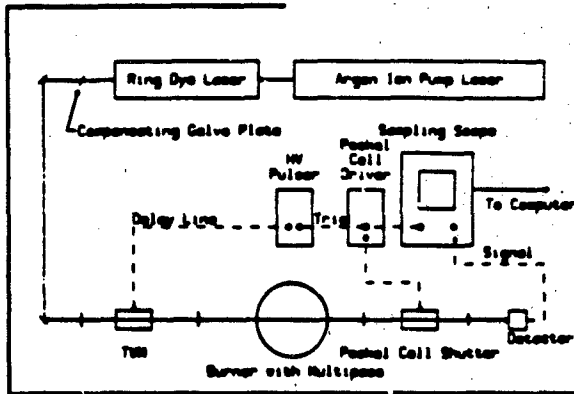 Ring Dye Laser
Argon Ion Pump Laser
Compensating Galvo Plate
Sampling Scope
HV
Pulser
Pockel
Cell
Driver
To Computer
Delay Line
Trig
Signal
TWM
Burner with Multipass
Pockel Cell Shutter
Detector